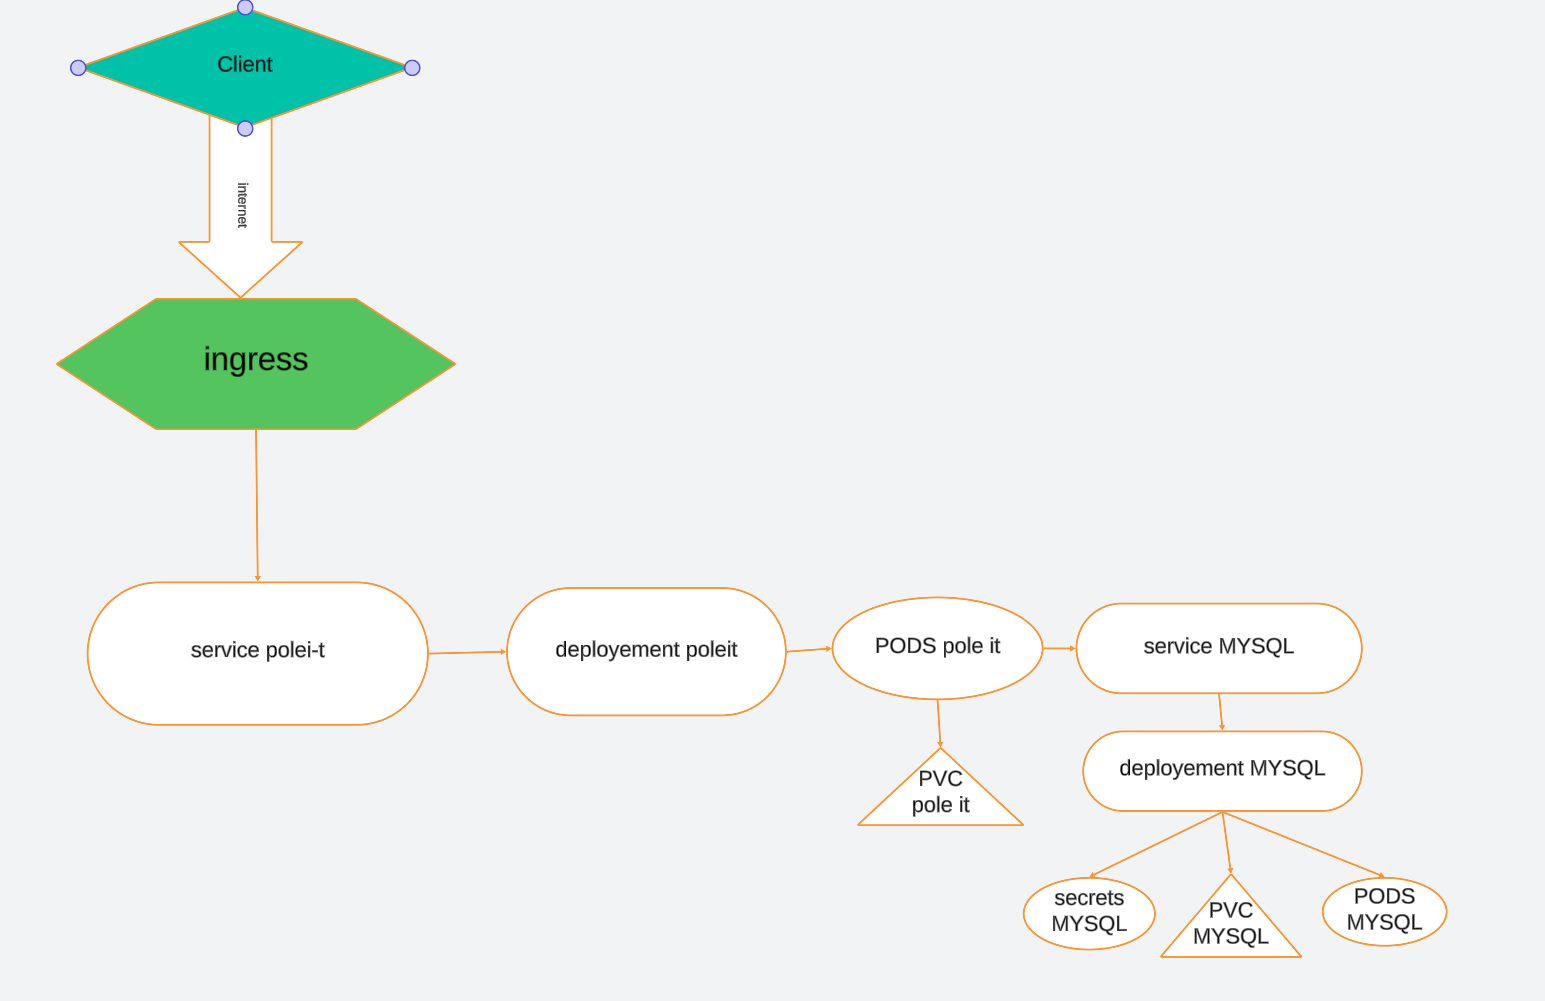 Client
internet
ingress
service polei-t
deployement poleit
PODS pole it
service MYSQL
PVC
pole it
deployement MYSQL
secrets
MYSQL
PVC
MYSQL
PODS
MYSQL